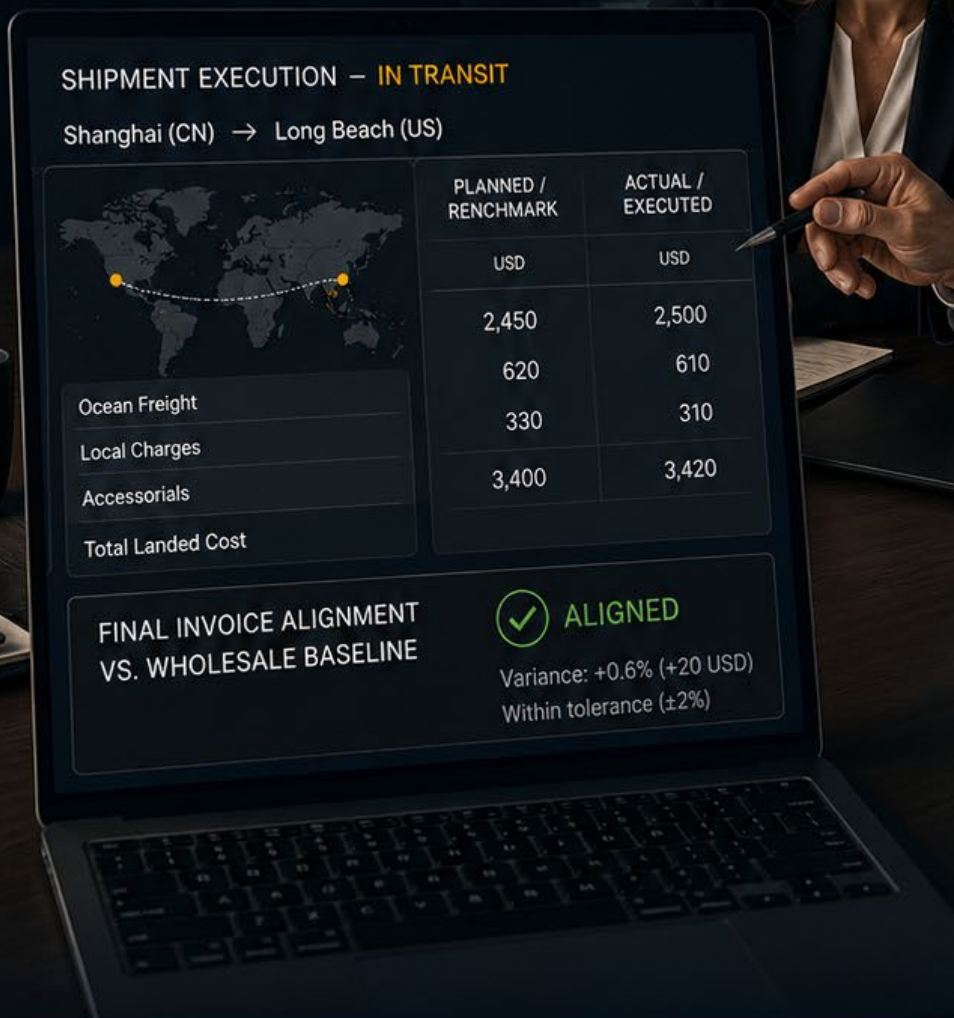 SHIPMENT EXECUTION – IN TRANSIT
Shanghai (CN) → Long Beach (US)
PLANNED / RENCHMARK
ACTUAL / EXECUTED
USD
USD
2,450
2,500
620
610
330
310
3,400
3,420
Ocean Freight
Local Charges
Accessorials
Total Landed Cost
FINAL INVOICE ALIGNMENT
VS. WHOLESALE BASELINE
ALIGNED
Variance: +0.6% (+20 USD)
Within tolerance (±2%)